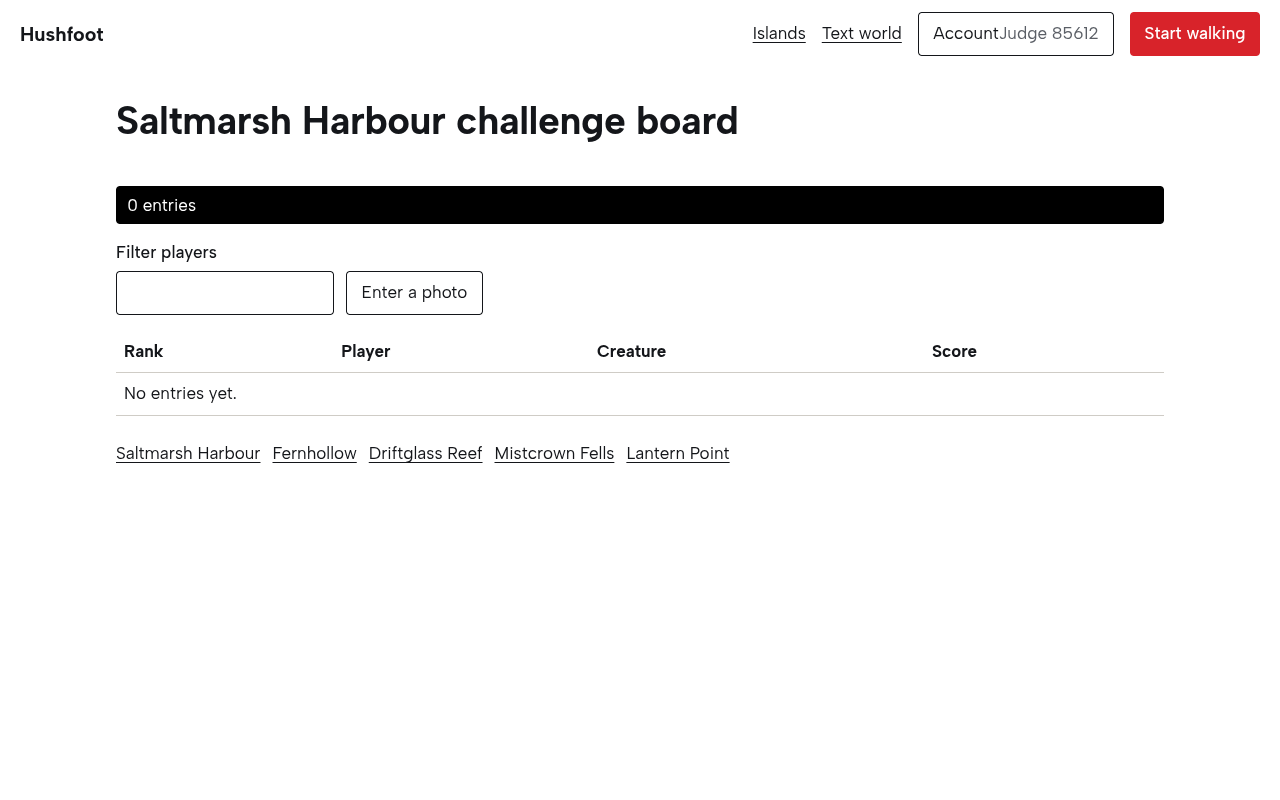 Hushfoot
Islands Text world AccountJudge 85612 Start walking
Saltmarsh Harbour challenge board
0 entries
Filter players
Enter a photo
Rank Player Creature Score
No entries yet.
Saltmarsh Harbour Fernhollow Driftglass Reef Mistcrown Fells Lantern Point